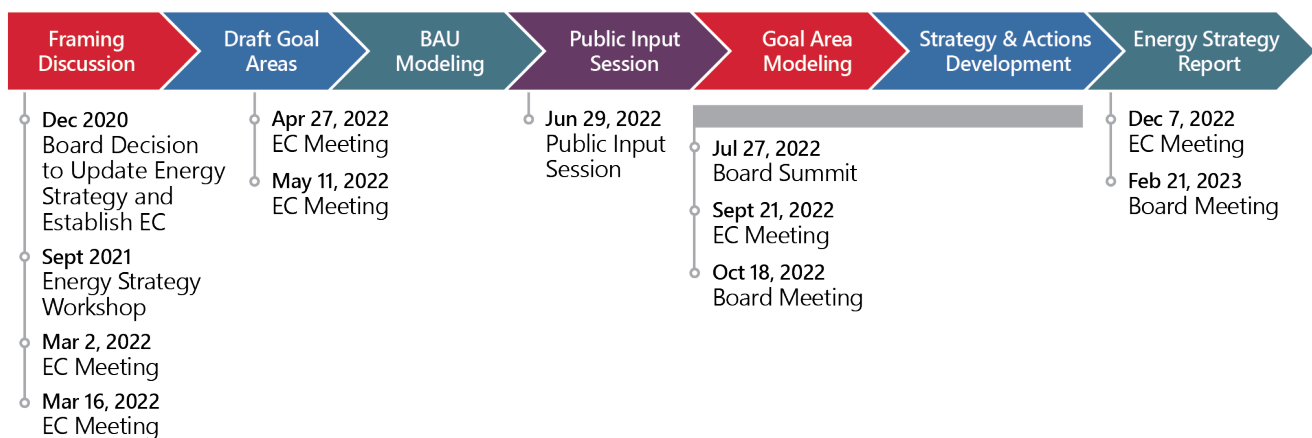 Framing
Discussion
Draft Goal
Areas
BAU
Modeling
Public Input
Session
Goal Area
Modeling
Strategy & Actions
Development
Energy Strategy
Report
Dec 2020
Board Decision
to Update Energy
Strategy and
Establish EC
Sept 2021
Energy Strategy
Workshop
Mar 2, 2022
EC Meeting
Mar 16, 2022
EC Meeting
Apr 27, 2022
EC Meeting
May 11, 2022
EC Meeting
Jun 29, 2022
Public Input
Session
Jul 27, 2022
Board Summit
Sept 21, 2022
EC Meeting
Oct 18, 2022
Board Meeting
Dec 7, 2022
EC Meeting
Feb 21, 2023
Board Meeting